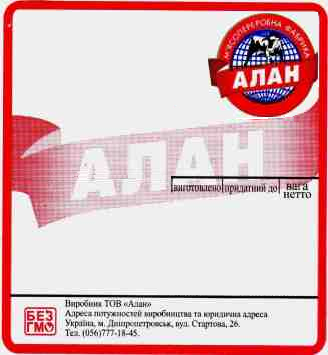 М'ЯСОПЕРЕРОБНА ФАБРИКА
АЛАН
АЛАН
виготовлено придатний до вага нетто
БЕЗ ГМО
Виробник ТОВ «Алан»
Адреса потужностей виробництва та юридична адреса
Україна, м. Дніпропетровськ, вул. Стартова, 26.
Тел. (056)777-18-45.